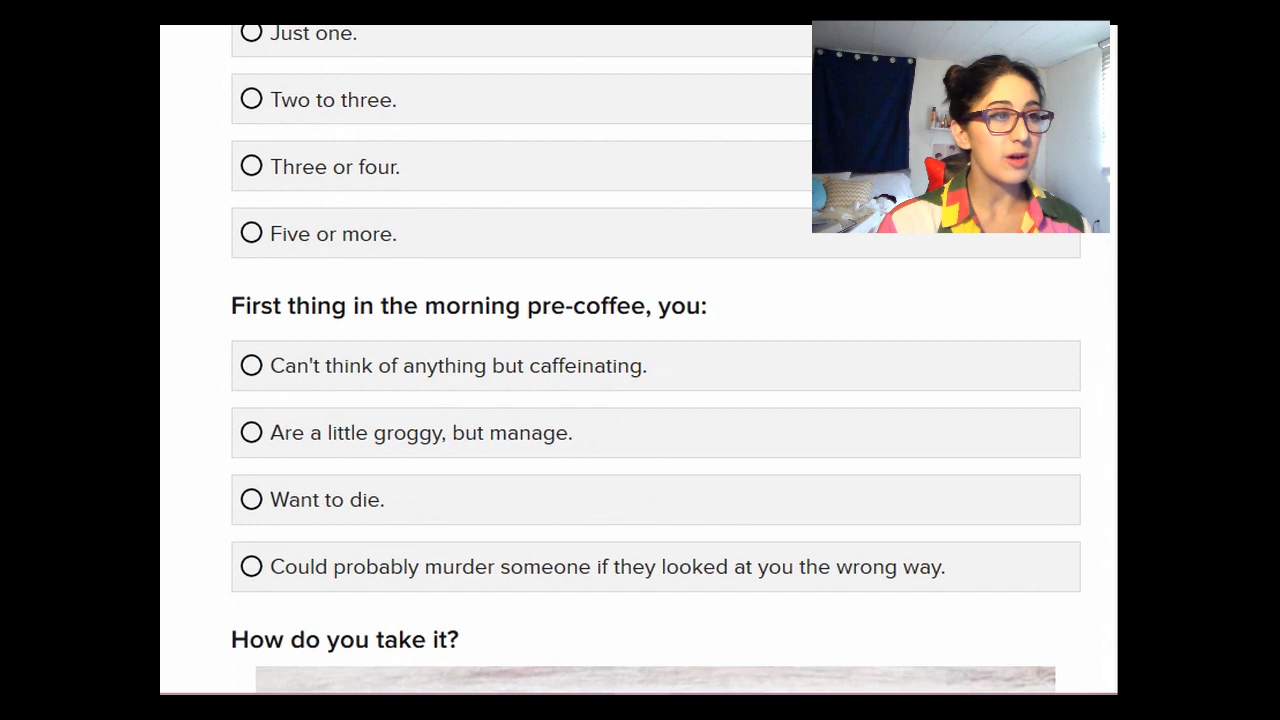 Just one.
Two to three.
Three or four.
Five or more.
First thing in the morning pre-coffee, you:
Can't think of anything but caffeinating.
Are a little groggy, but manage.
Want to die.
Could probably murder someone if they looked at you the wrong way.
How do you take it?